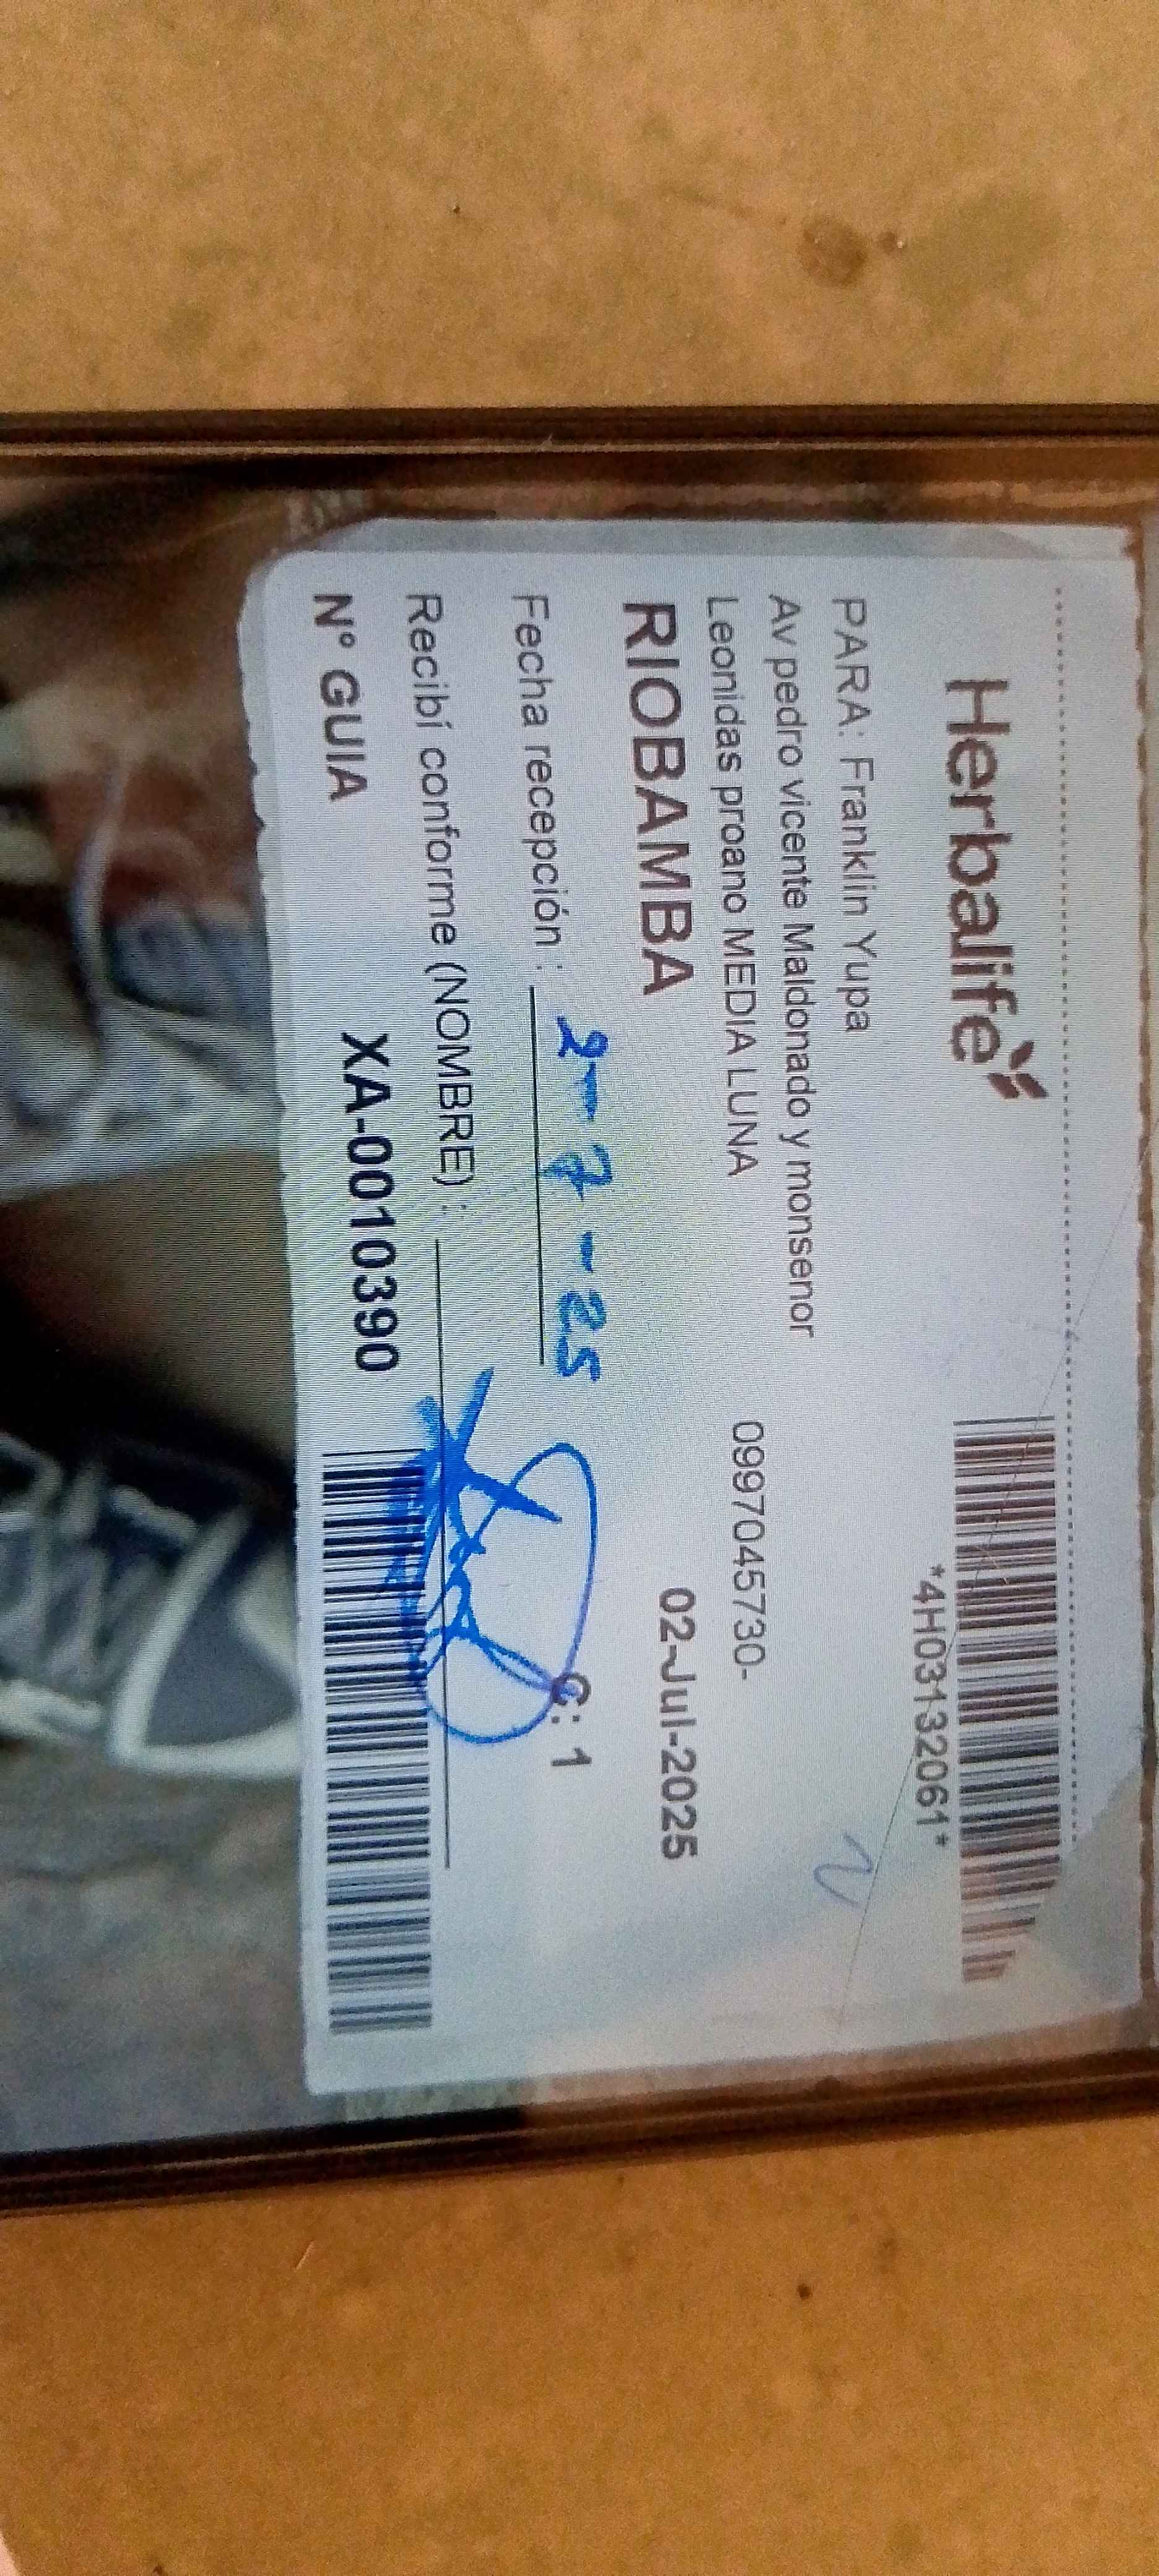 Herbalife
*4H03132061*
PARA: Franklin Yupa
Av pedro vicente Maldonado y monsenor
Leonidas proano MEDIA LUNA 0997045730-
RIOBAMBA 02-Jul-2025
Fecha recepción : 2-7-25 C: 1
Recibí conforme (NOMBRE) :
N° GUIA XA-0010390